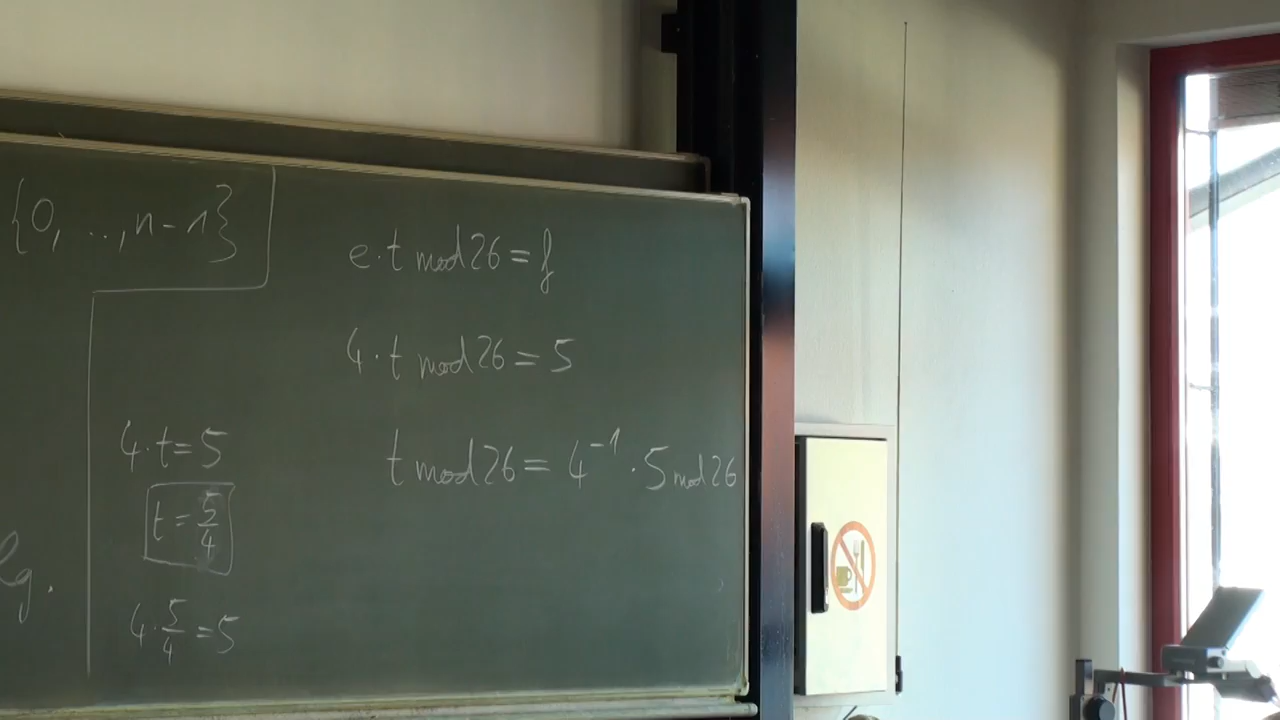 {0, .., n-1}
e·t mod 26 = f
4·t mod 26 = 5
t mod 26 = 4⁻¹ · 5 mod 26
4·t=5
t = 5/4
4·5/4 = 5
lg.